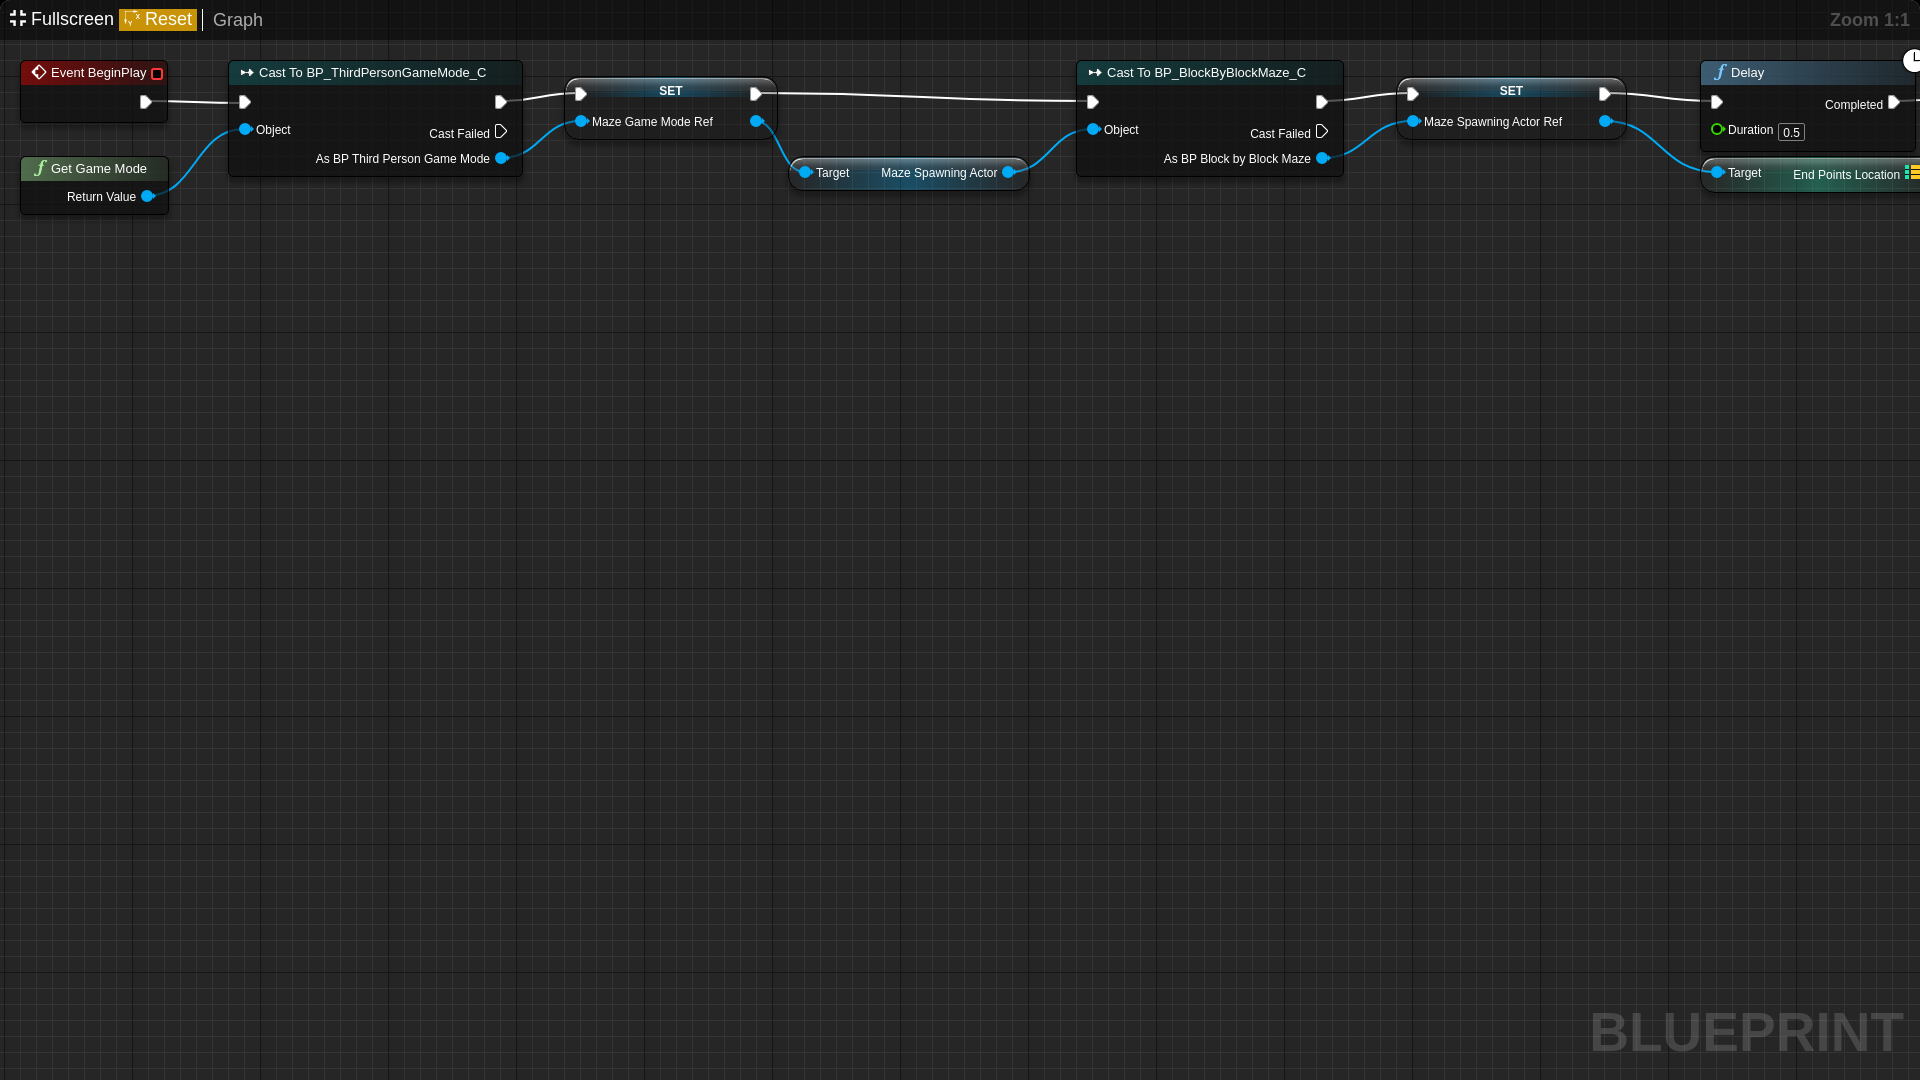 Fullscreen Reset Graph Zoom 1:1
Event BeginPlay
Get Game Mode
Return Value
Cast To BP_ThirdPersonGameMode_C
Object
Cast Failed
As BP Third Person Game Mode
SET
Maze Game Mode Ref
Target Maze Spawning Actor
Cast To BP_BlockByBlockMaze_C
Object
Cast Failed
As BP Block by Block Maze
SET
Maze Spawning Actor Ref
Delay
Completed
Duration 0.5
Target End Points Location
BLUEPRINT